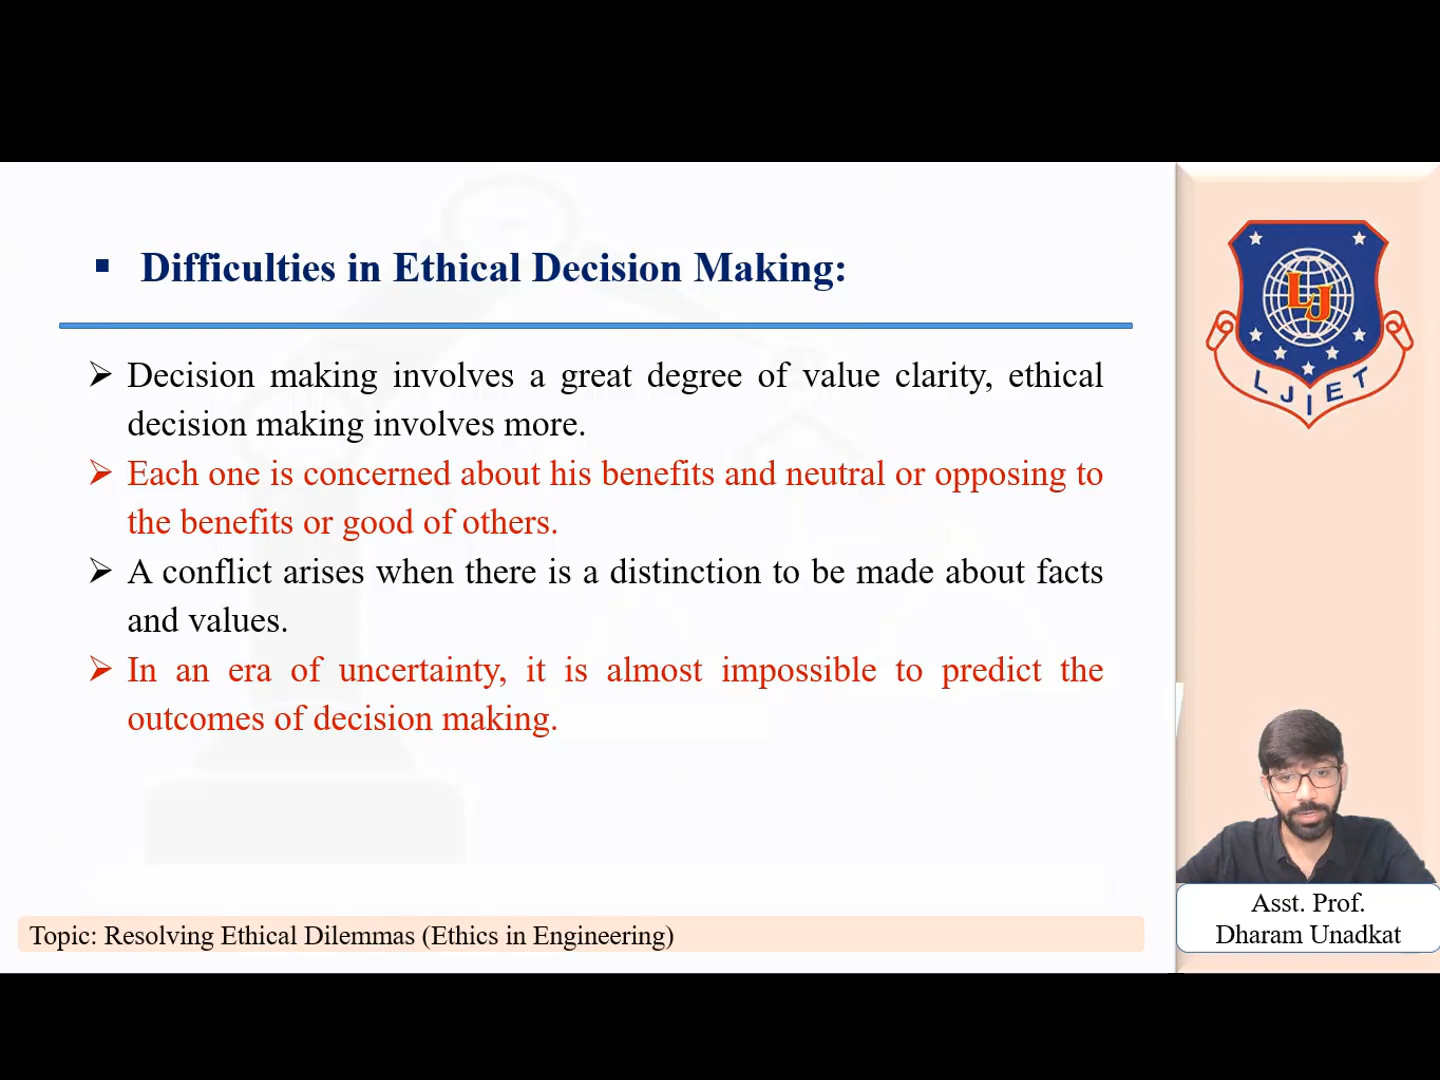 ▪ Difficulties in Ethical Decision Making:
➢ Decision making involves a great degree of value clarity, ethical
decision making involves more.
➢ Each one is concerned about his benefits and neutral or opposing to
the benefits or good of others.
➢ A conflict arises when there is a distinction to be made about facts
and values.
➢ In an era of uncertainty, it is almost impossible to predict the
outcomes of decision making.
Topic: Resolving Ethical Dilemmas (Ethics in Engineering)
LJ
LJIET
Asst. Prof.
Dharam Unadkat